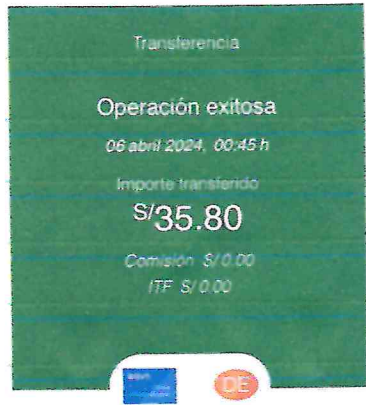 Transferencia
Operación exitosa
06 abril 2024, 00:45 h
Importe transferido
S/35.80
Comisión S/ 0.00
ITF S/ 0.00
DE